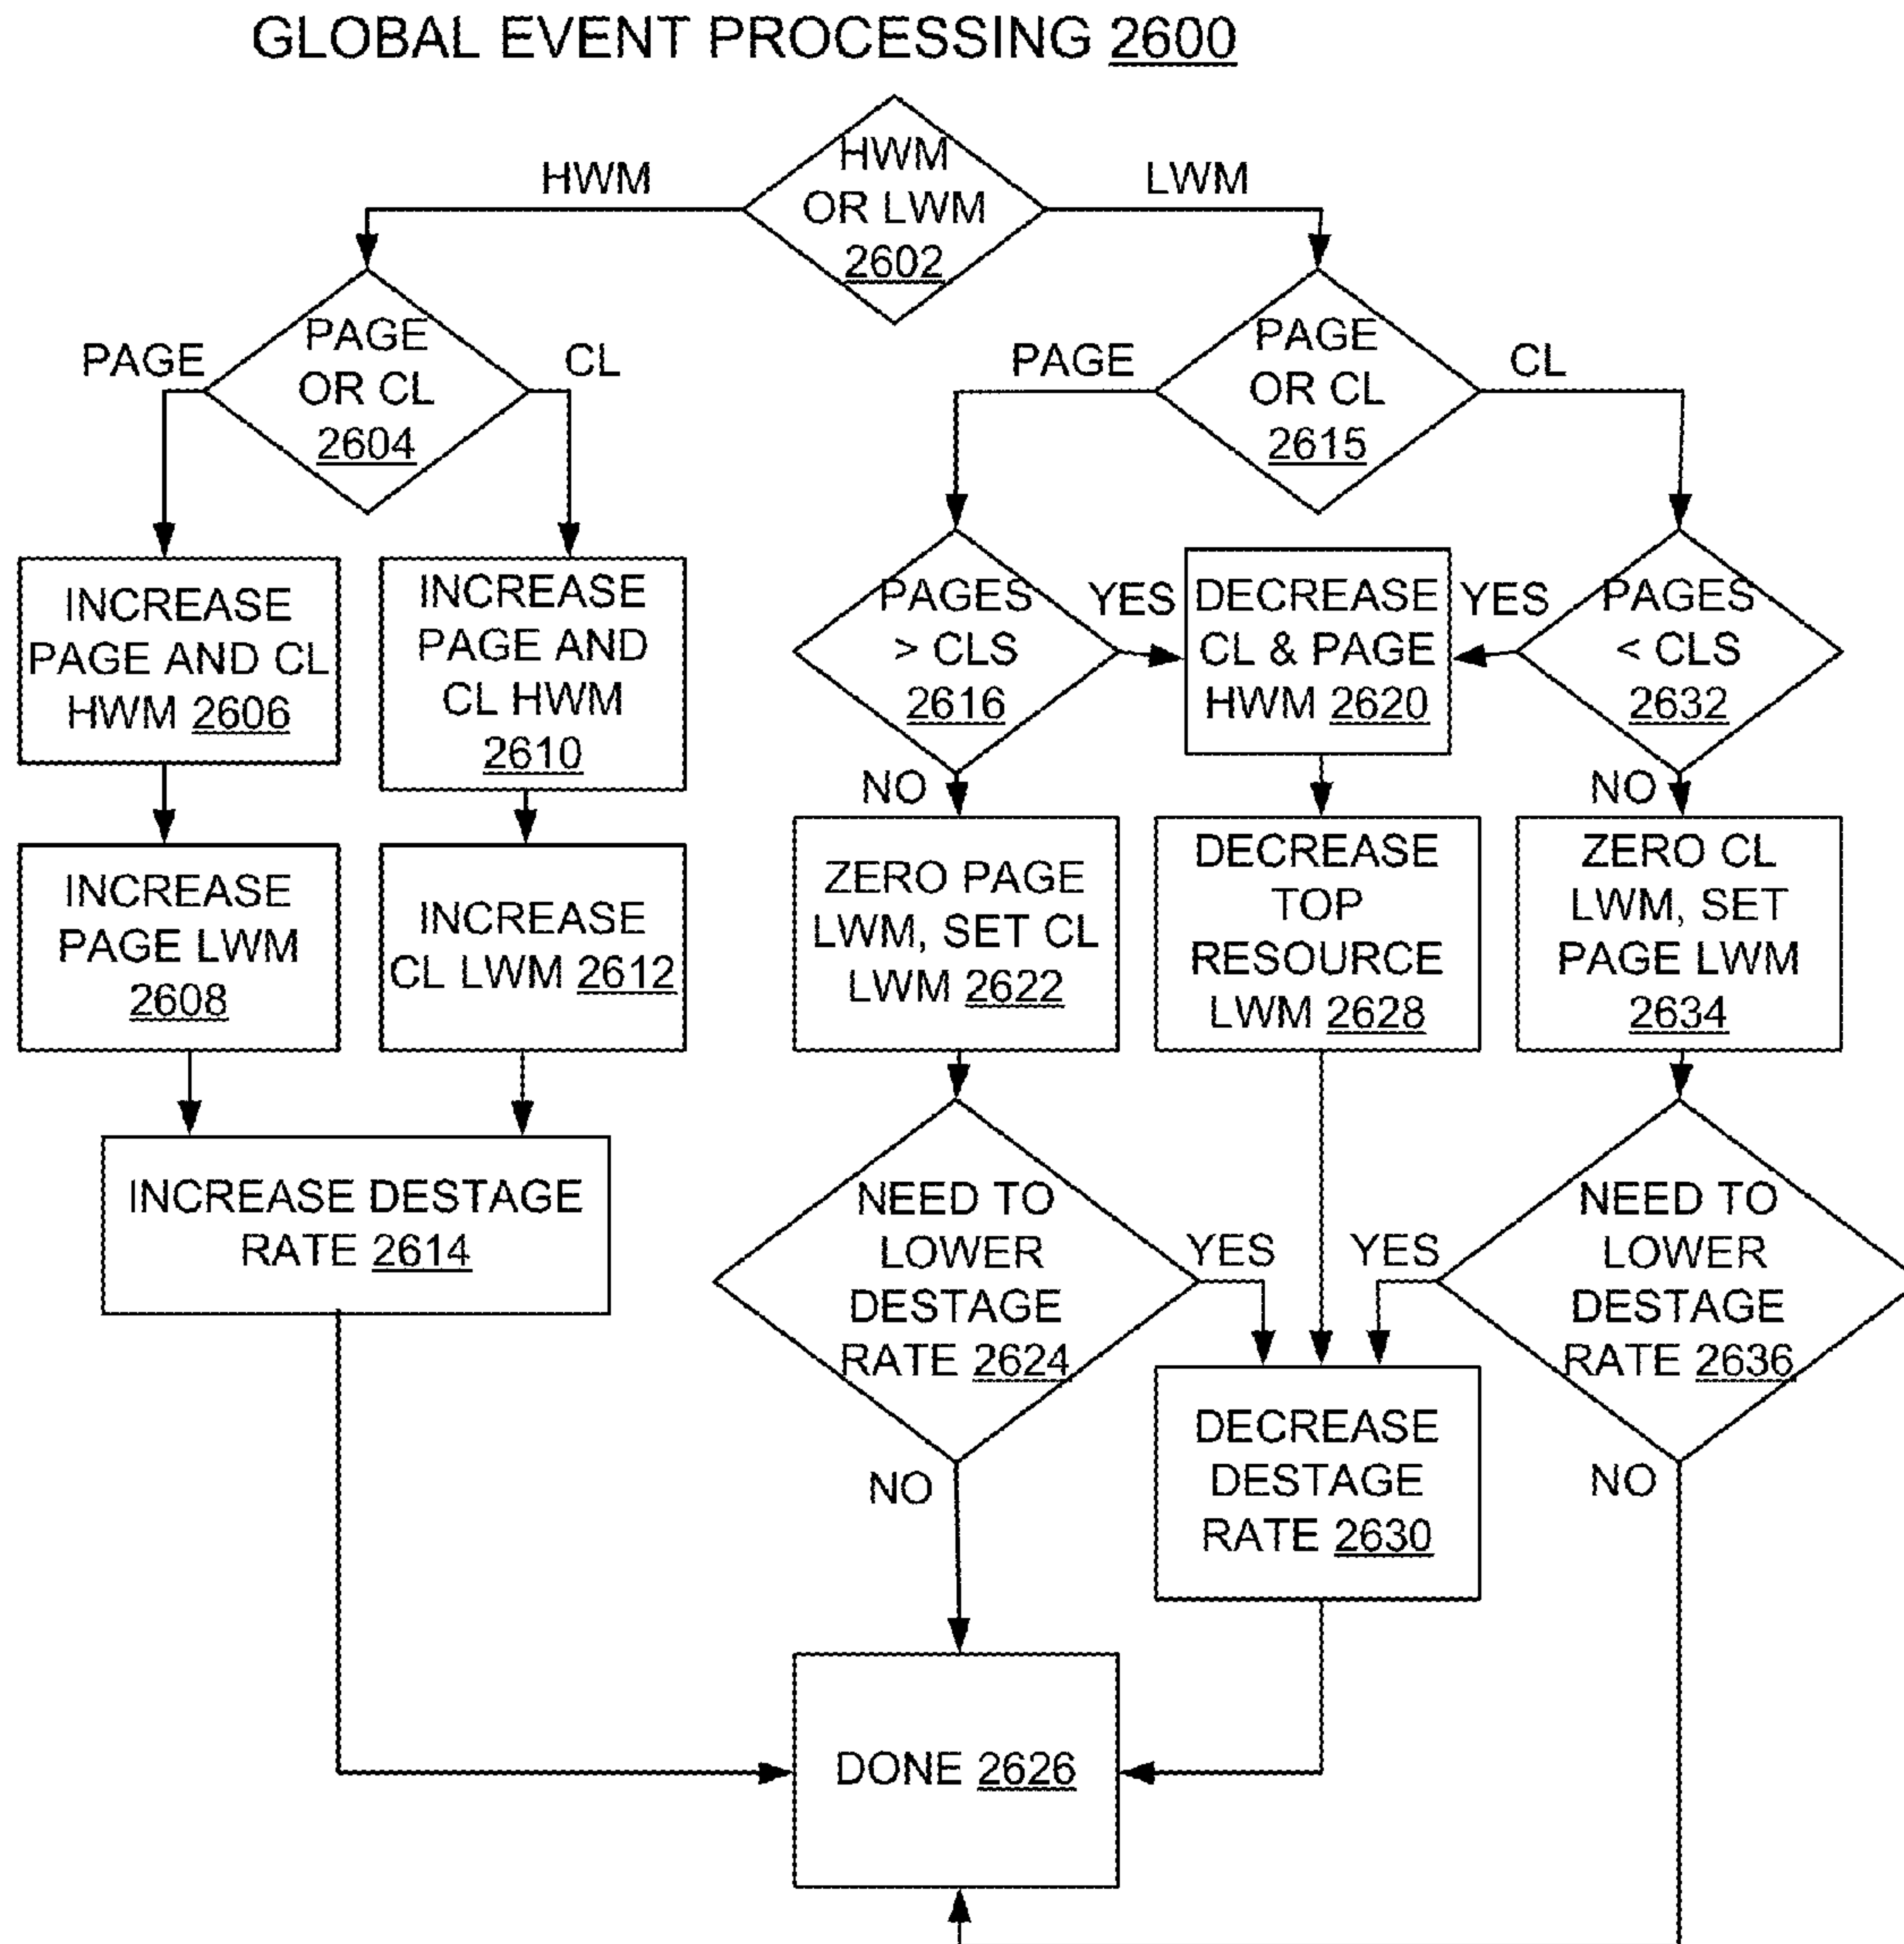 GLOBAL EVENT PROCESSING 2600
HWM
OR LWM
2602
HWM
LWM
PAGE
OR CL
2604
PAGE
CL
PAGE
OR CL
2615
PAGE
CL
INCREASE
PAGE AND CL
HWM 2606
INCREASE
PAGE AND
CL HWM
2610
PAGES
> CLS
2616
YES
DECREASE
CL & PAGE
HWM 2620
YES
PAGES
< CLS
2632
NO
NO
INCREASE
PAGE LWM
2608
INCREASE
CL LWM 2612
ZERO PAGE
LWM, SET CL
LWM 2622
DECREASE
TOP
RESOURCE
LWM 2628
ZERO CL
LWM, SET
PAGE LWM
2634
INCREASE DESTAGE
RATE 2614
NEED TO
LOWER
DESTAGE
RATE 2624
YES
YES
NEED TO
LOWER
DESTAGE
RATE 2636
NO
DECREASE
DESTAGE
RATE 2630
NO
DONE 2626